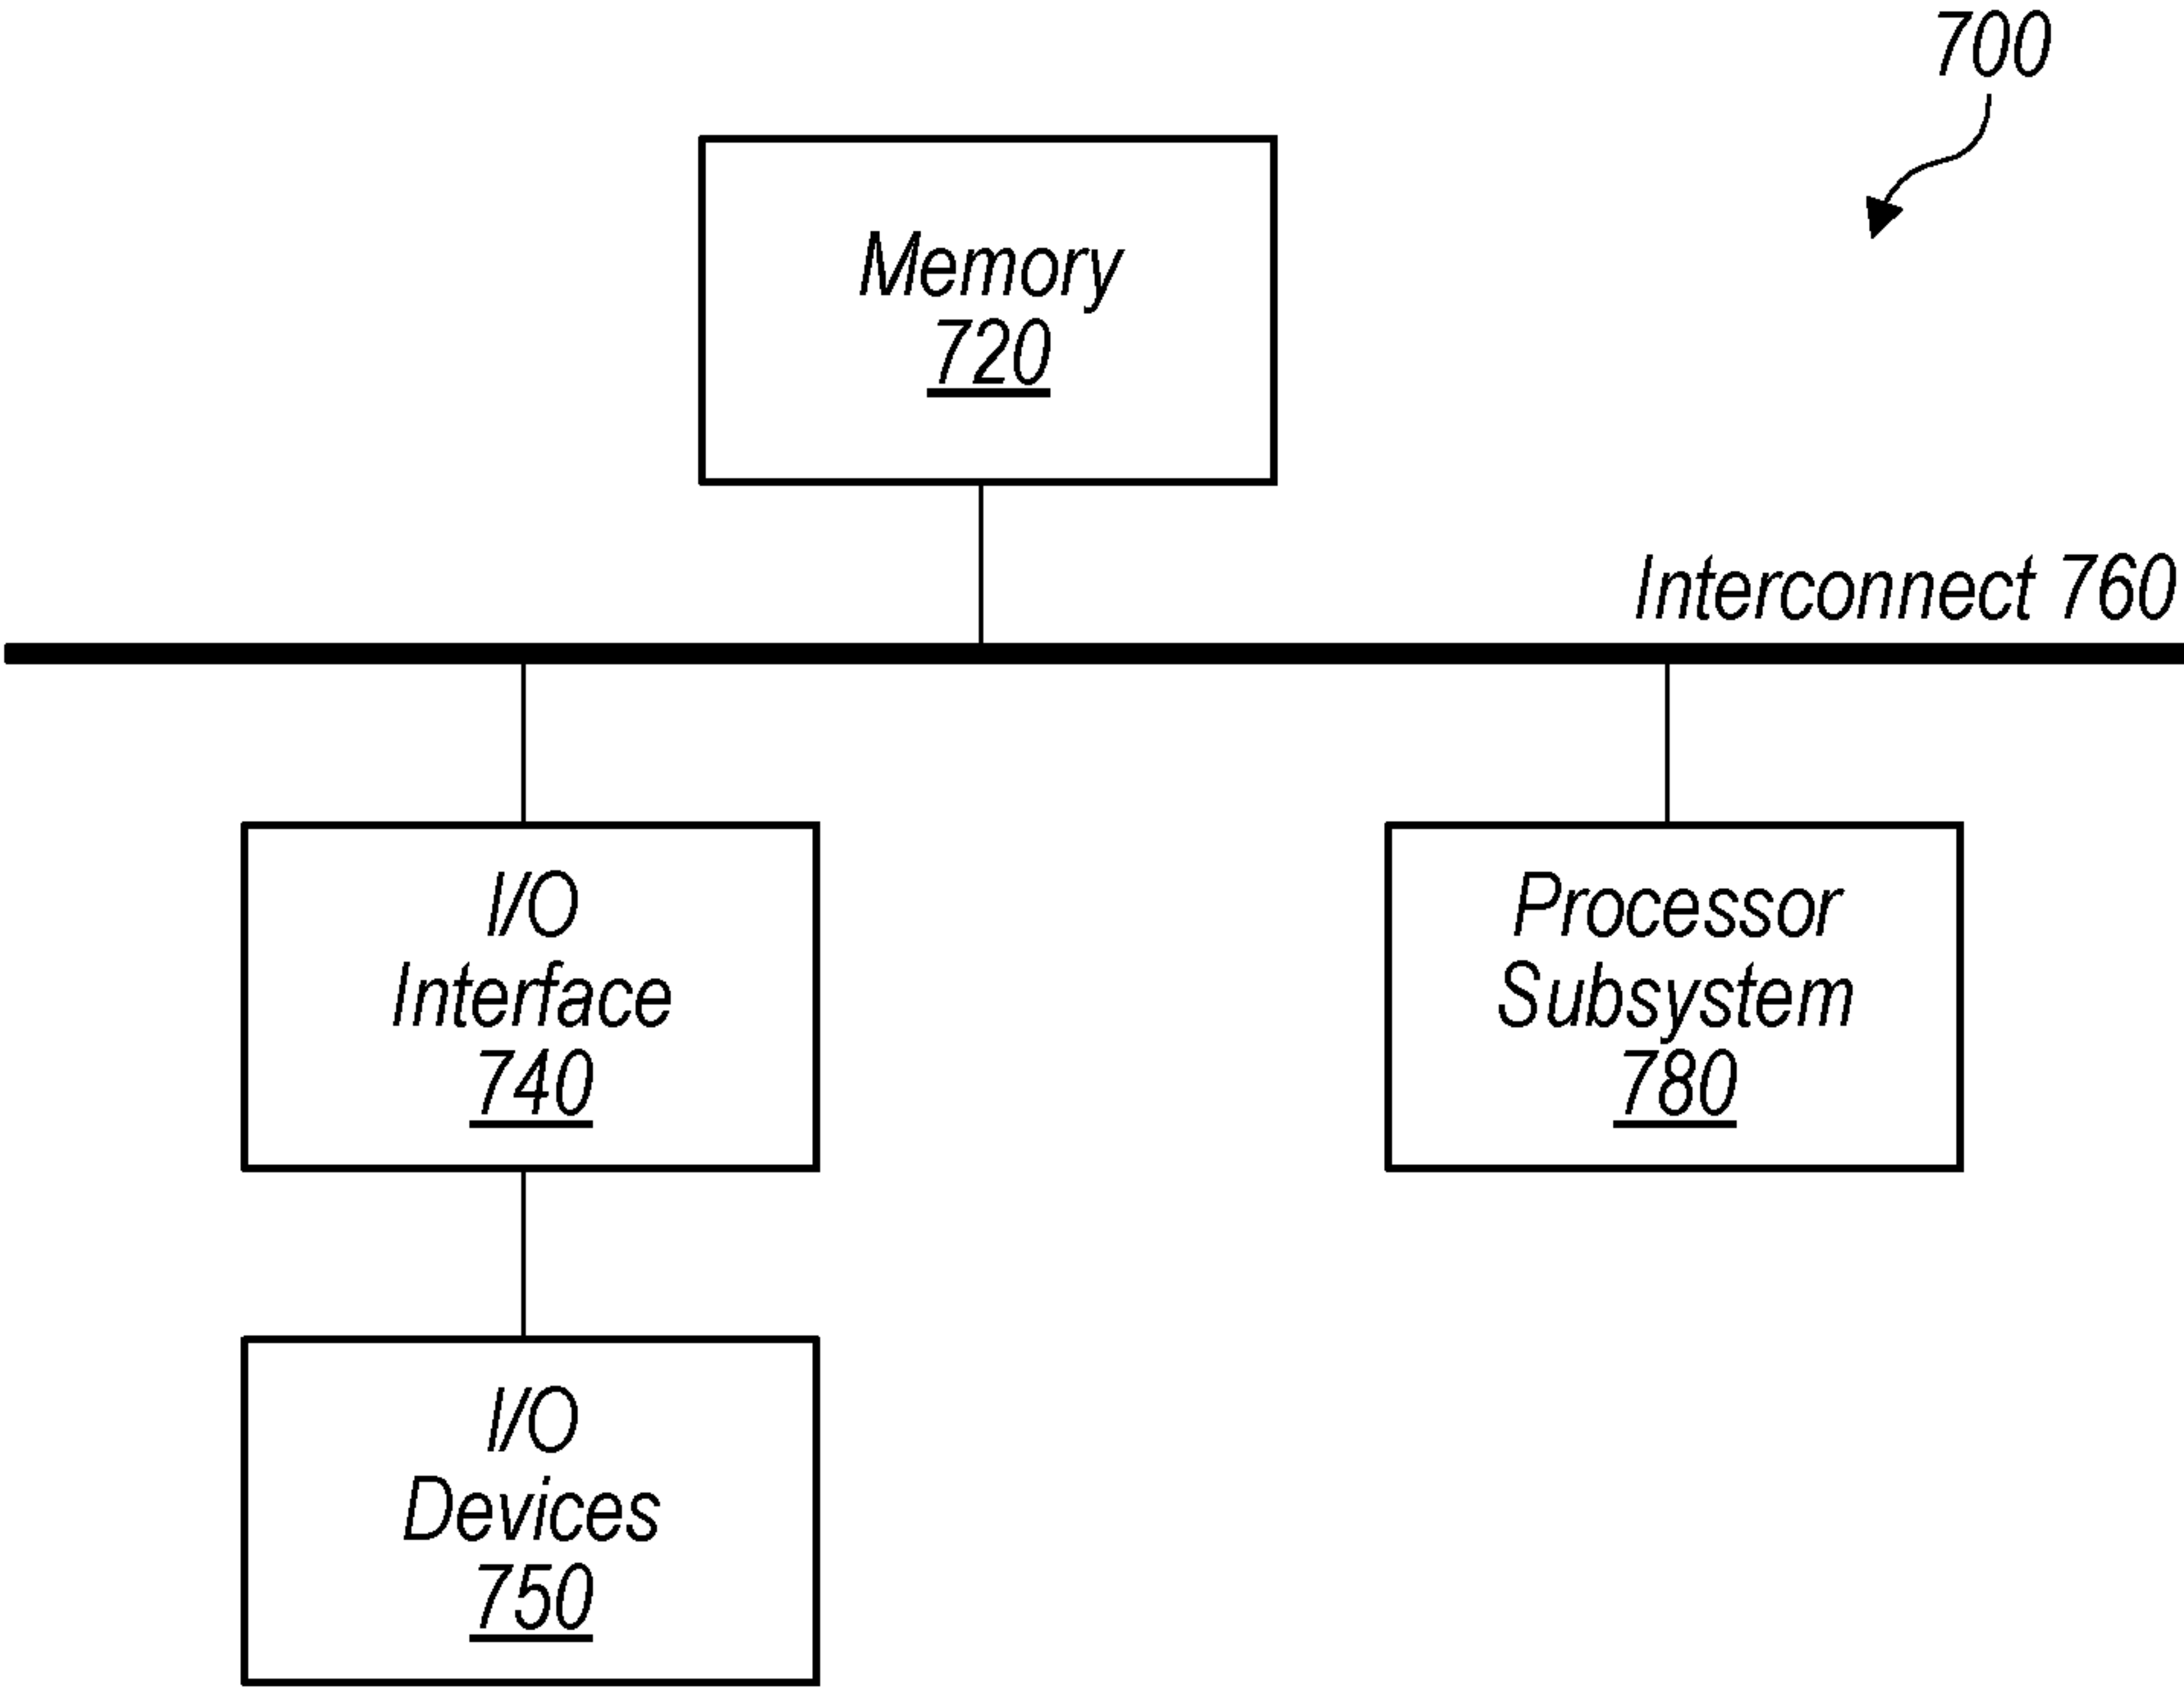 700
Memory
720
Interconnect 760
I/O
Interface
740
Processor
Subsystem
780
I/O
Devices
750